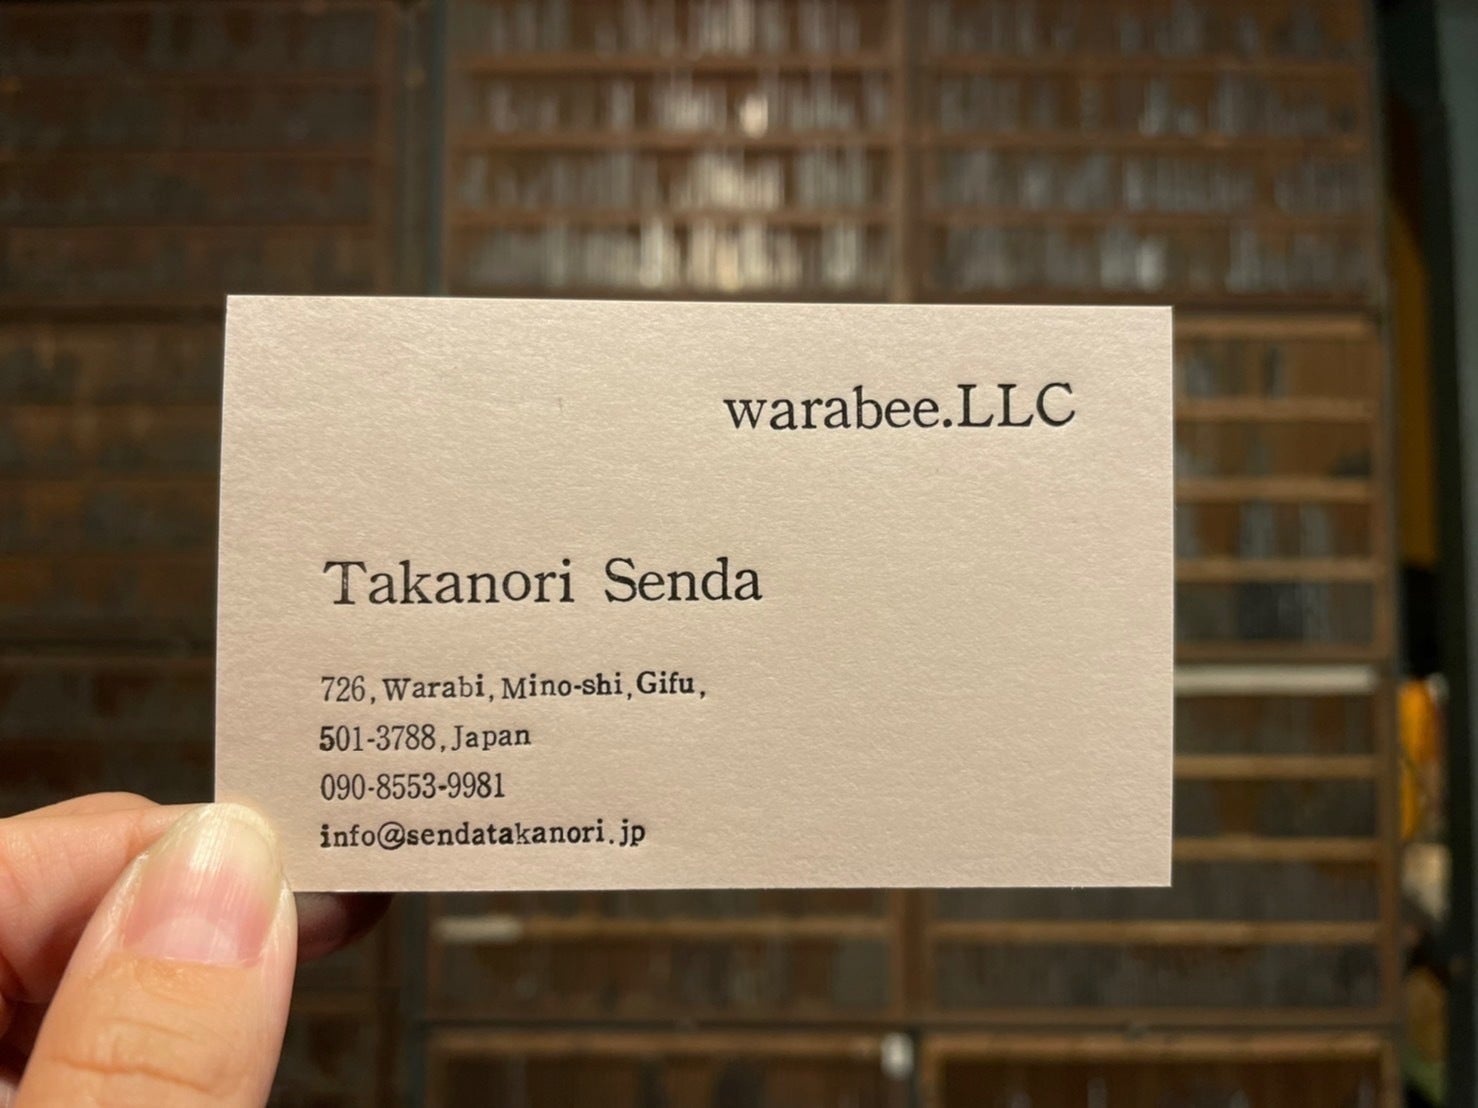 warabee.LLC
Takanori Senda
726,Warabi,Mino-shi,Gifu,
501-3788,Japan
090-8553-9981
info@sendatakanori.jp